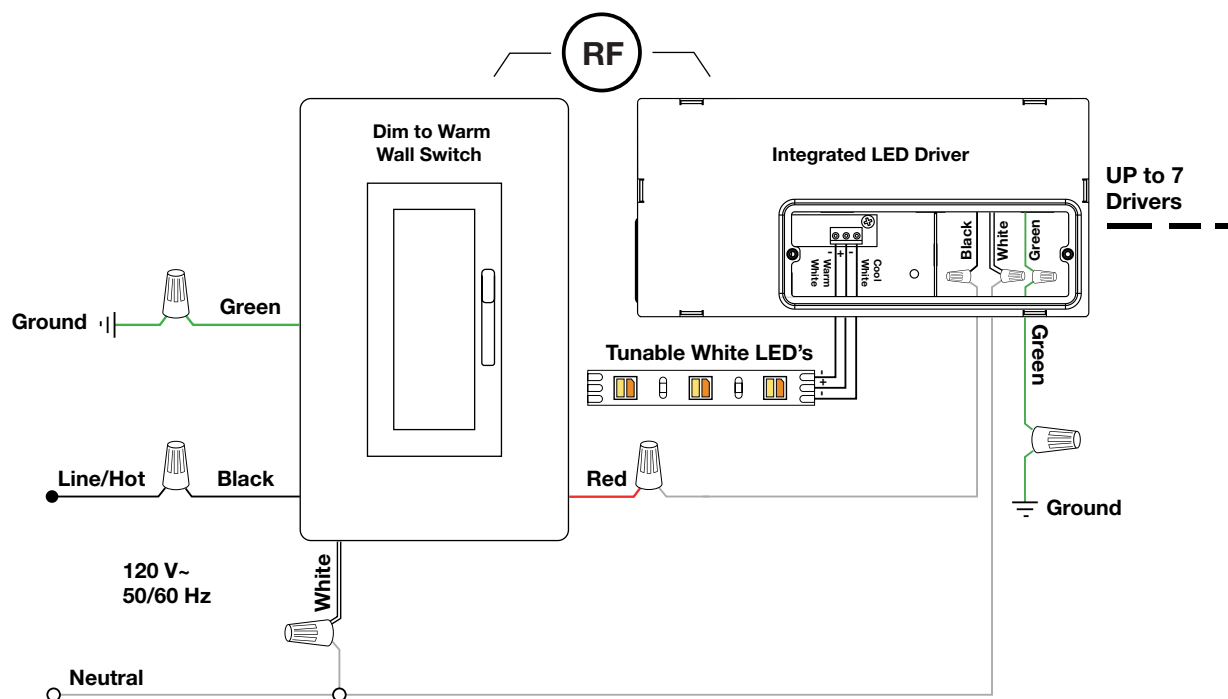 RF
Dim to Warm
Wall Switch
Integrated LED Driver
UP to 7
Drivers
Black
White
Green
- + -
Warm
White
Cool
White
Ground
Green
Green
Tunable White LED's
-
+
-
Line/Hot
Black
Red
Ground
120 V~
50/60 Hz
White
Neutral